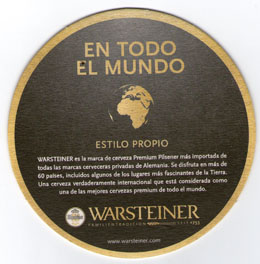 EN TODO
EL MUNDO
ESTILO PROPIO
WARSTEINER es la marca de cerveza Premium Pilsener más importada de
todas las marcas cerveceras privadas de Alemania. Se disfruta en más de
60 países, incluidos algunos de los lugares más fascinantes de la Tierra.
Una cerveza verdaderamente internacional que está considerada como
una de las mejores cervezas premium de todo el mundo.
WARSTEINER
FAMILIENTRADITION SEIT 1753
www.warsteiner.com